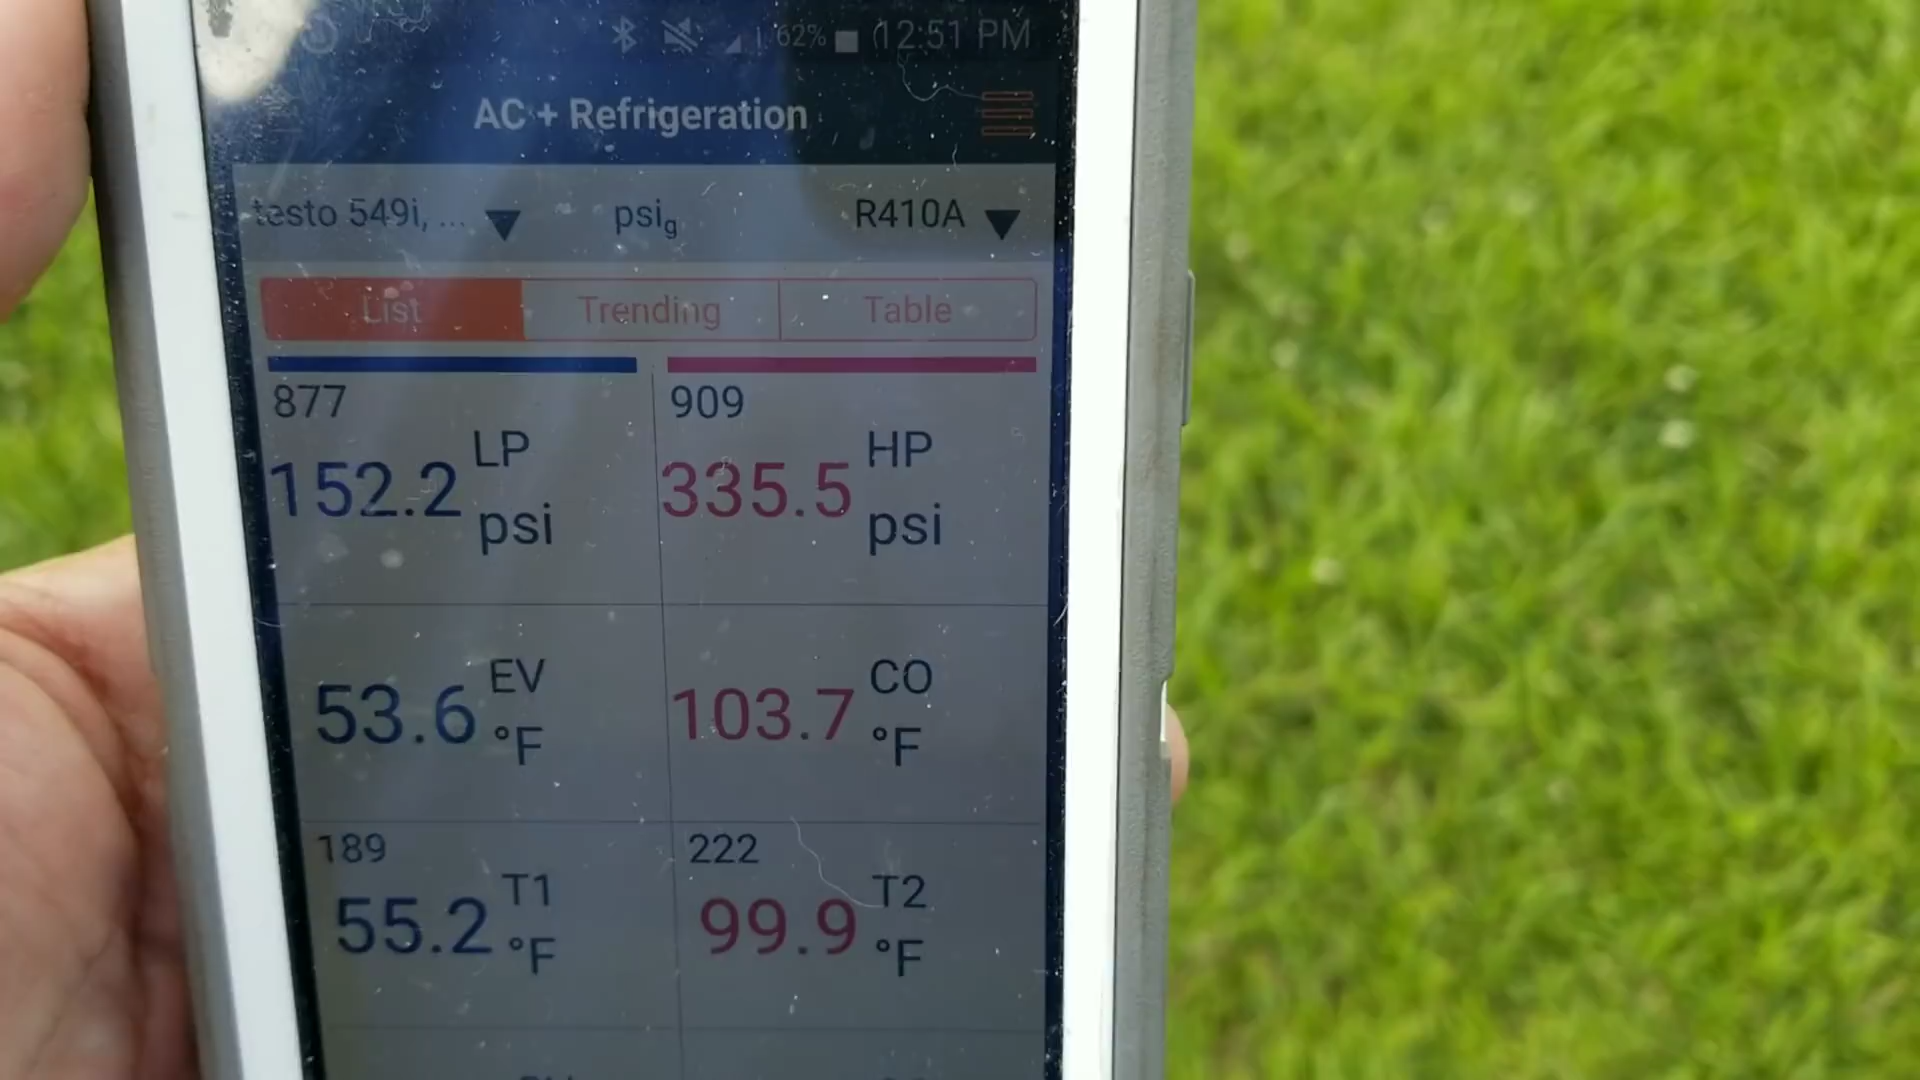 62% 12:51 PM
AC + Refrigeration
testo 549i, ... psig R410A
List Trending Table
877 909
152.2 LP psi 335.5 HP psi
53.6 EV °F 103.7 CO °F
189 222
55.2 T1 °F 99.9 T2 °F